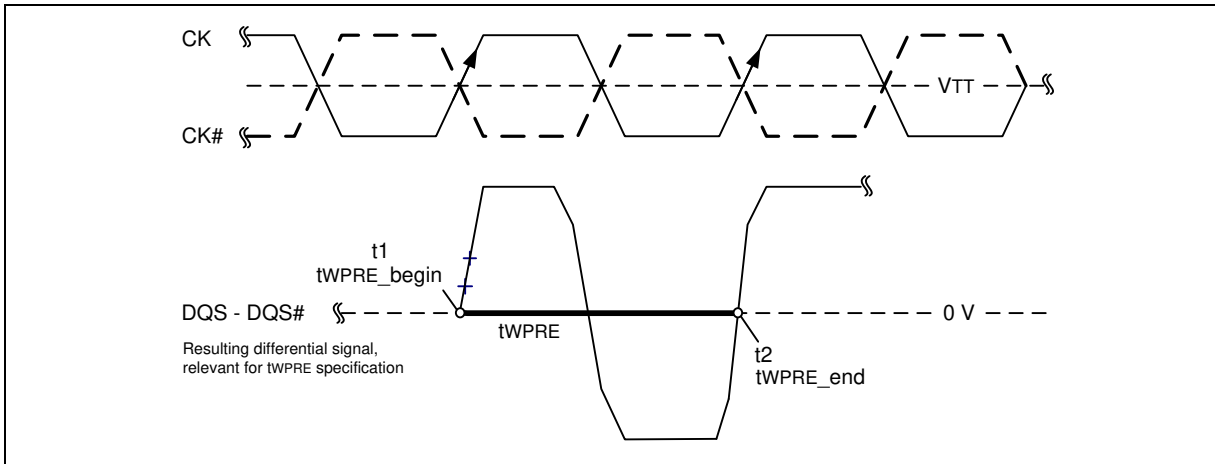 CK
VTT
CK#
t1
tWPRE_begin
DQS - DQS#
tWPRE
0 V
Resulting differential signal,
relevant for tWPRE specification
t2
tWPRE_end